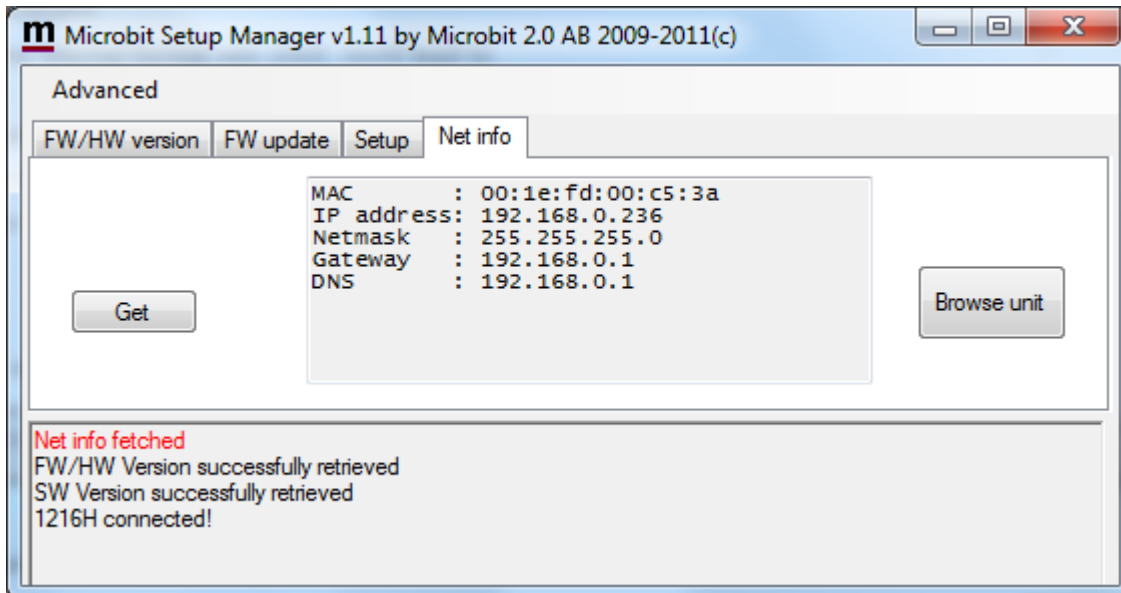 m Microbit Setup Manager v1.11 by Microbit 2.0 AB 2009-2011(c)
Advanced
FW/HW version FW update Setup Net info
MAC : 00:1e:fd:00:c5:3a
IP address: 192.168.0.236
Netmask : 255.255.255.0
Gateway : 192.168.0.1
DNS : 192.168.0.1
Get
Browse unit
Net info fetched
FW/HW Version successfully retrieved
SW Version successfully retrieved
1216H connected!